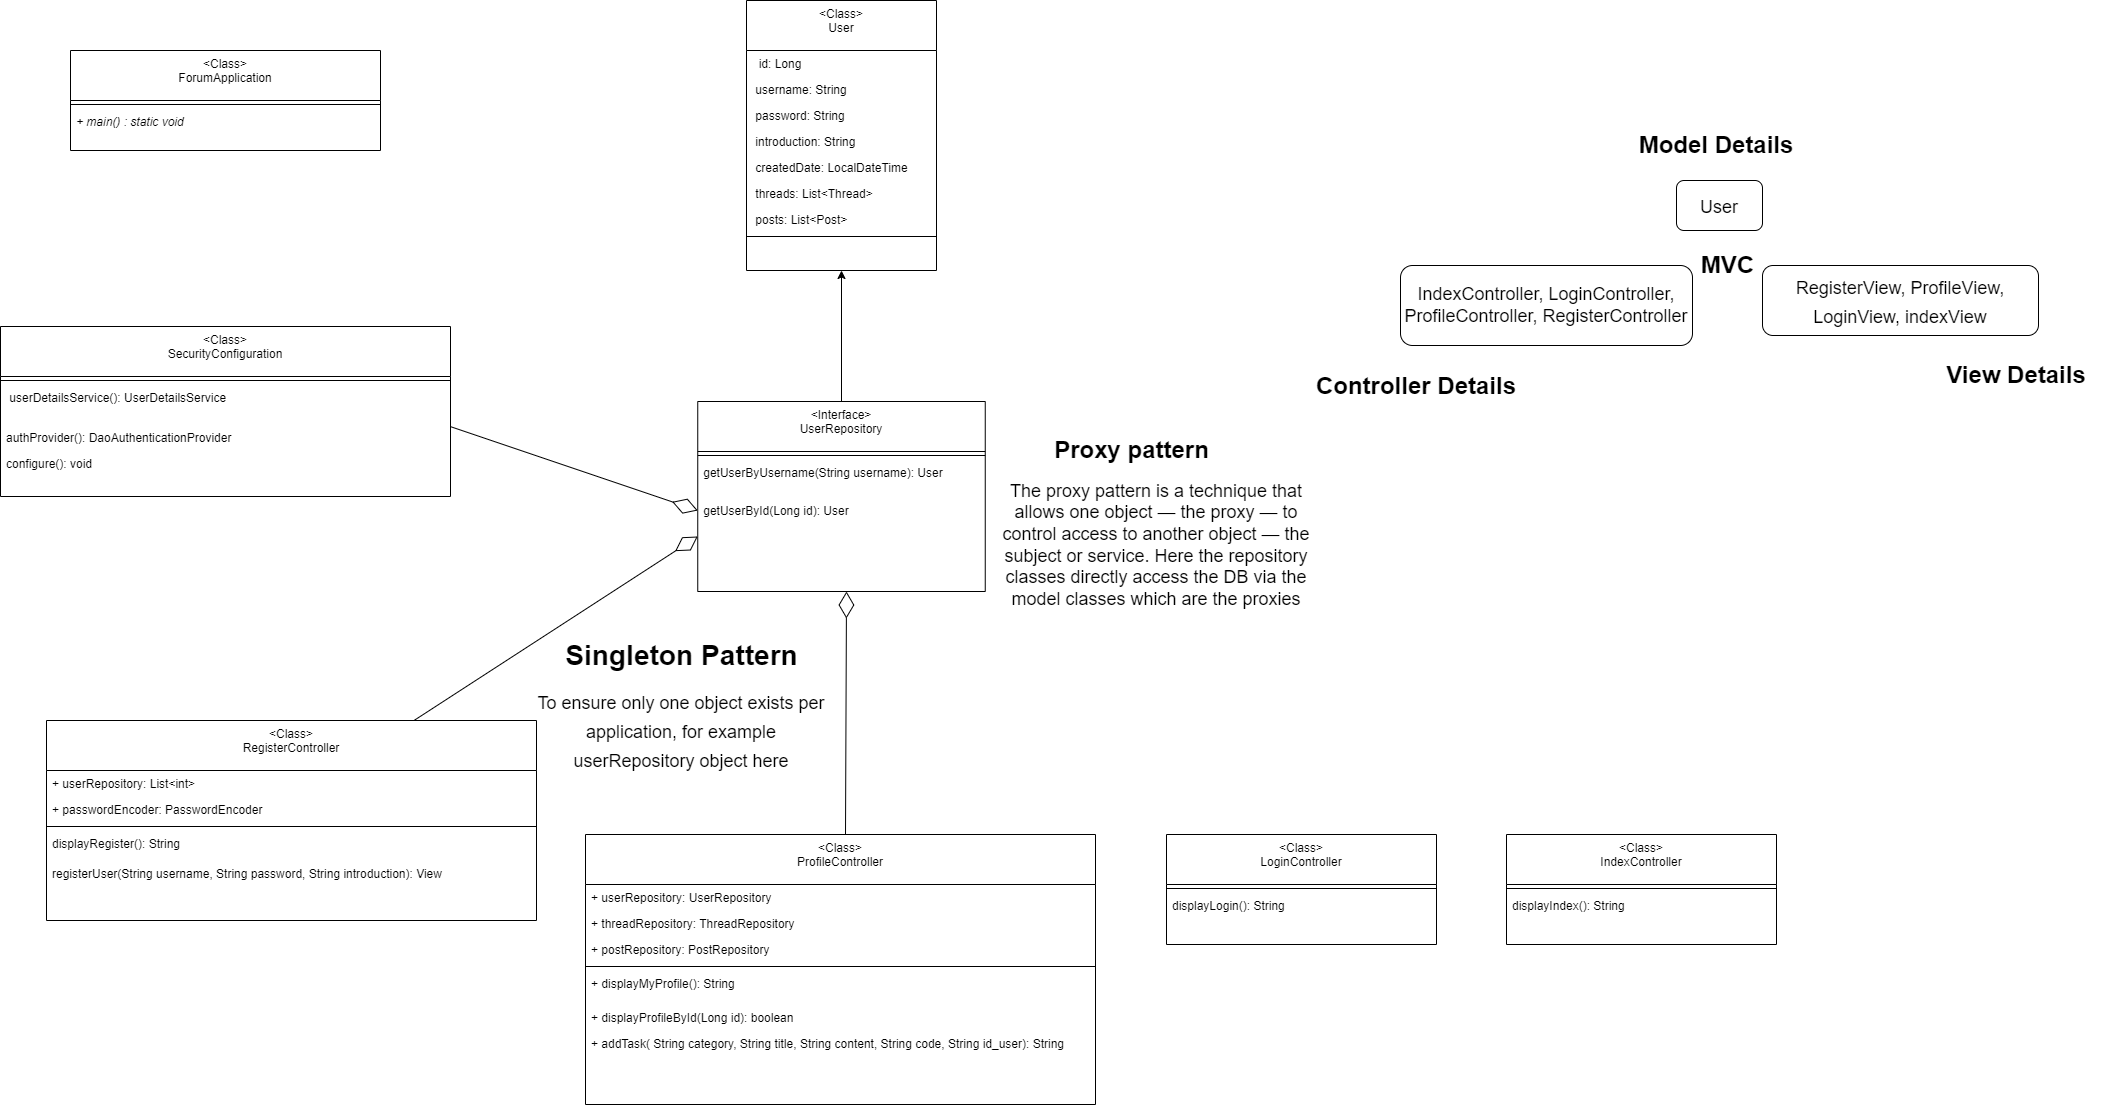 <Class>
User
id: Long
username: String
password: String
introduction: String
createdDate: LocalDateTime
threads: List<Thread>
posts: List<Post>
<Class>
ForumApplication
+ main() : static void
Model Details
User
MVC
IndexController, LoginController,
ProfileController, RegisterController
RegisterView, ProfileView,
LoginView, indexView
Controller Details
View Details
<Class>
SecurityConfiguration
userDetailsService(): UserDetailsService
authProvider(): DaoAuthenticationProvider
configure(): void
<Interface>
UserRepository
getUserByUsername(String username): User
getUserById(Long id): User
Proxy pattern
The proxy pattern is a technique that
allows one object — the proxy — to
control access to another object — the
subject or service. Here the repository
classes directly access the DB via the
model classes which are the proxies
Singleton Pattern
To ensure only one object exists per
application, for example
userRepository object here
<Class>
RegisterController
+ userRepository: List<int>
+ passwordEncoder: PasswordEncoder
displayRegister(): String
registerUser(String username, String password, String introduction): View
<Class>
ProfileController
+ userRepository: UserRepository
+ threadRepository: ThreadRepository
+ postRepository: PostRepository
+ displayMyProfile(): String
+ displayProfileById(Long id): boolean
+ addTask( String category, String title, String content, String code, String id_user): String
<Class>
LoginController
displayLogin(): String
<Class>
IndexController
displayIndex(): String